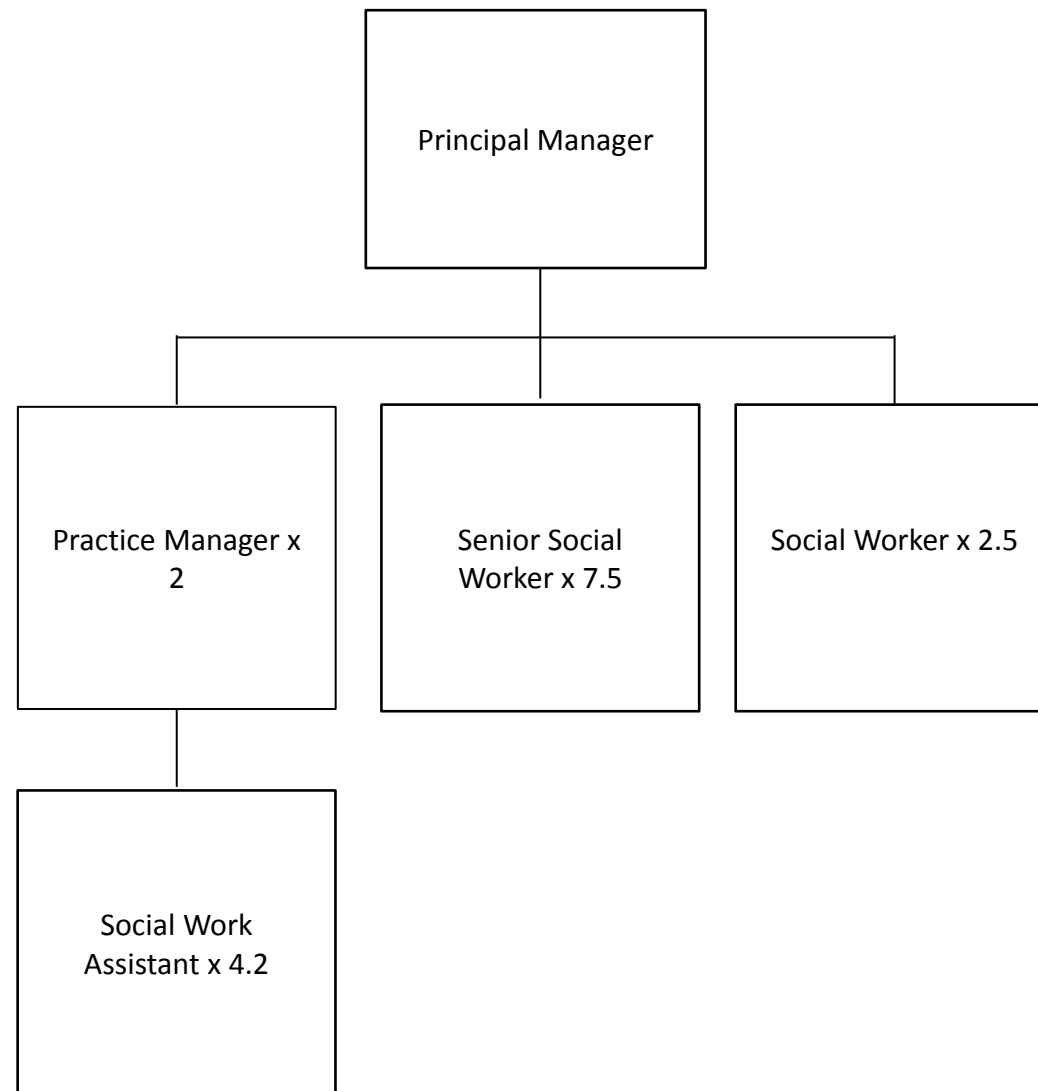 Principal Manager
Practice Manager x
2
Senior Social
Worker x 7.5
Social Worker x 2.5
Social Work
Assistant x 4.2